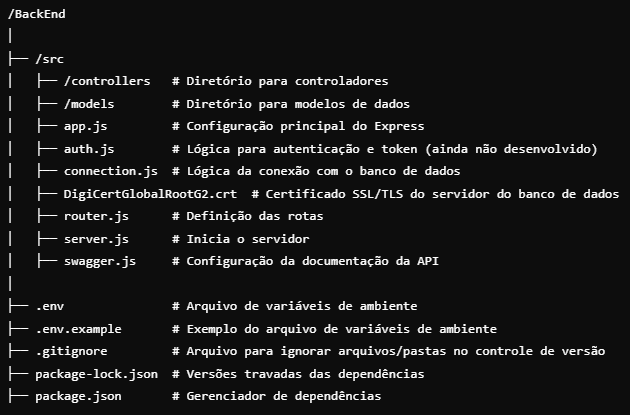 /BackEnd
│
├── /src
│   ├── /controllers   # Diretório para controladores
│   ├── /models        # Diretório para modelos de dados
│   ├── app.js         # Configuração principal do Express
│   ├── auth.js        # Lógica para autenticação e token (ainda não desenvolvido)
│   ├── connection.js  # Lógica da conexão com o banco de dados
│   ├── DigiCertGlobalRootG2.crt  # Certificado SSL/TLS do servidor do banco de dados
│   ├── router.js      # Definição das rotas
│   ├── server.js      # Inicia o servidor
│   ├── swagger.js     # Configuração da documentação da API
│
├── .env               # Arquivo de variáveis de ambiente
├── .env.example       # Exemplo do arquivo de variáveis de ambiente
├── .gitignore         # Arquivo para ignorar arquivos/pastas no controle de versão
├── package-lock.json  # Versões travadas das dependências
├── package.json       # Gerenciador de dependências